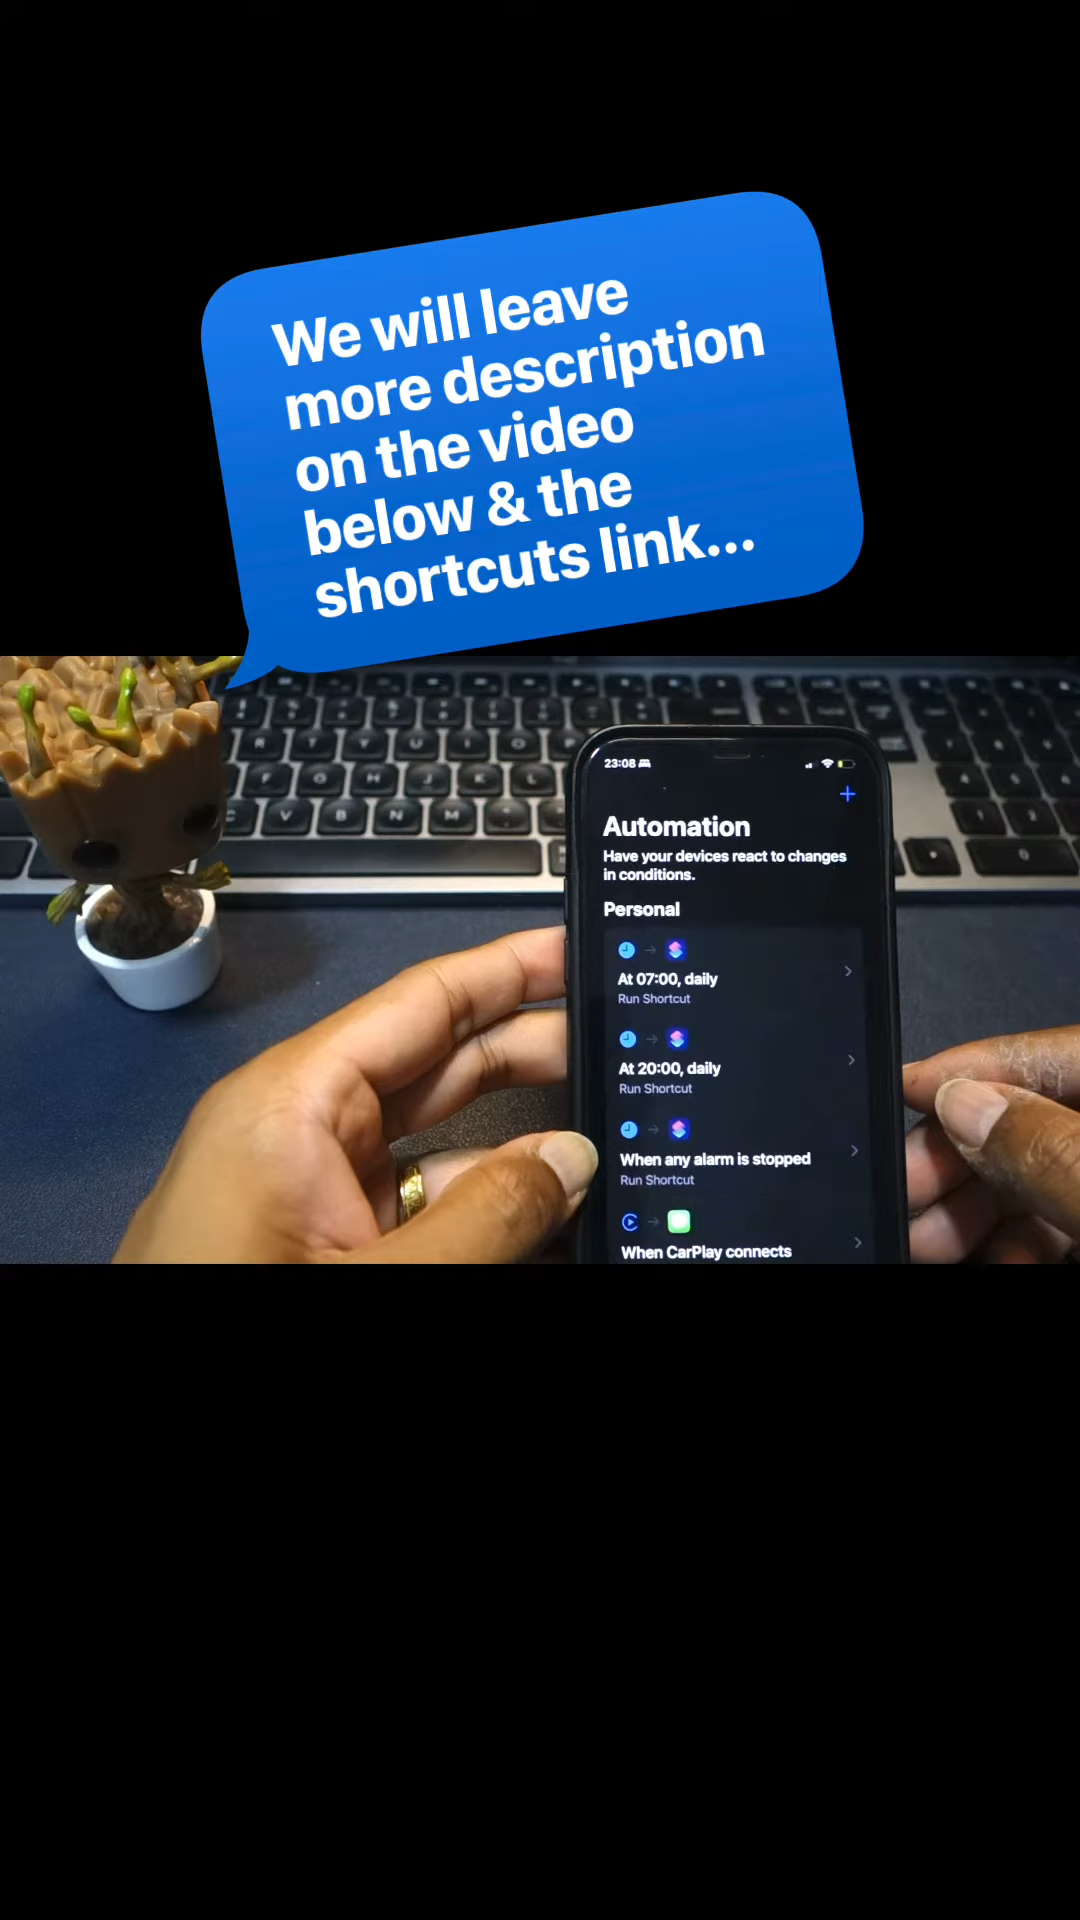 We will leave
more description
on the video
below & the
shortcuts link...
23:08
Automation
Have your devices react to changes
in conditions.
Personal
At 07:00, daily
Run Shortcut
At 20:00, daily
Run Shortcut
When any alarm is stopped
Run Shortcut
When CarPlay connects
R T Y U I O P
F G H J K L
C V B N M